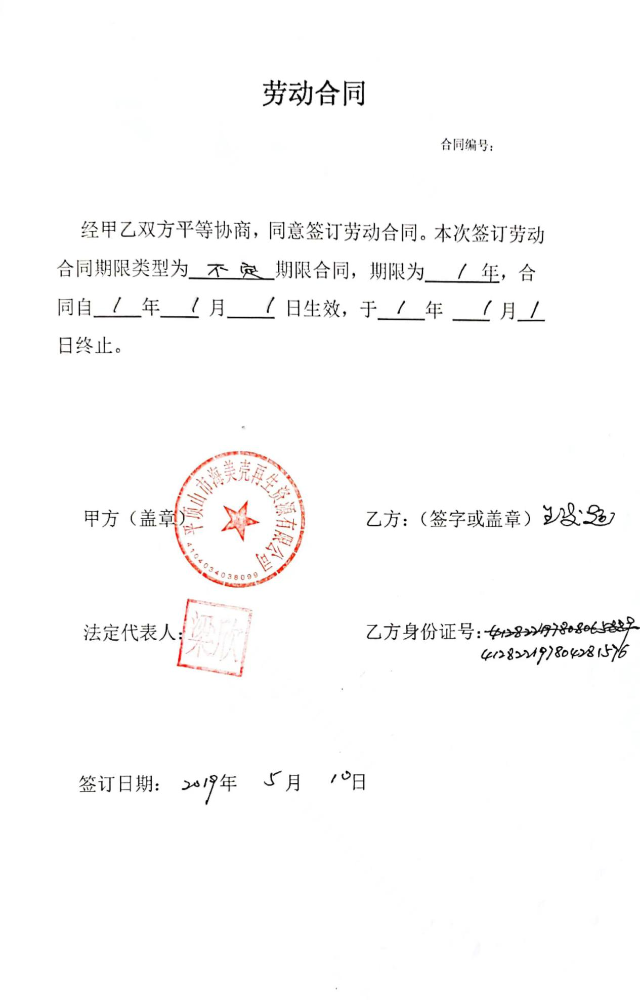 劳动合同
合同编号：
经甲乙双方平等协商，同意签订劳动合同。本次签订劳动
合同期限类型为 不定 期限合同，期限为 / 年，合
同自 / 年 / 月 / 日生效，于 / 年 / 月 /
日终止。
平顶山市海美壳再生资源有限公司
4104034038099
甲方（盖章）
乙方：（签字或盖章）王
法定代表人：
梁欣
乙方身份证号：
412822197804281576
签订日期： 2019年 5月 10日